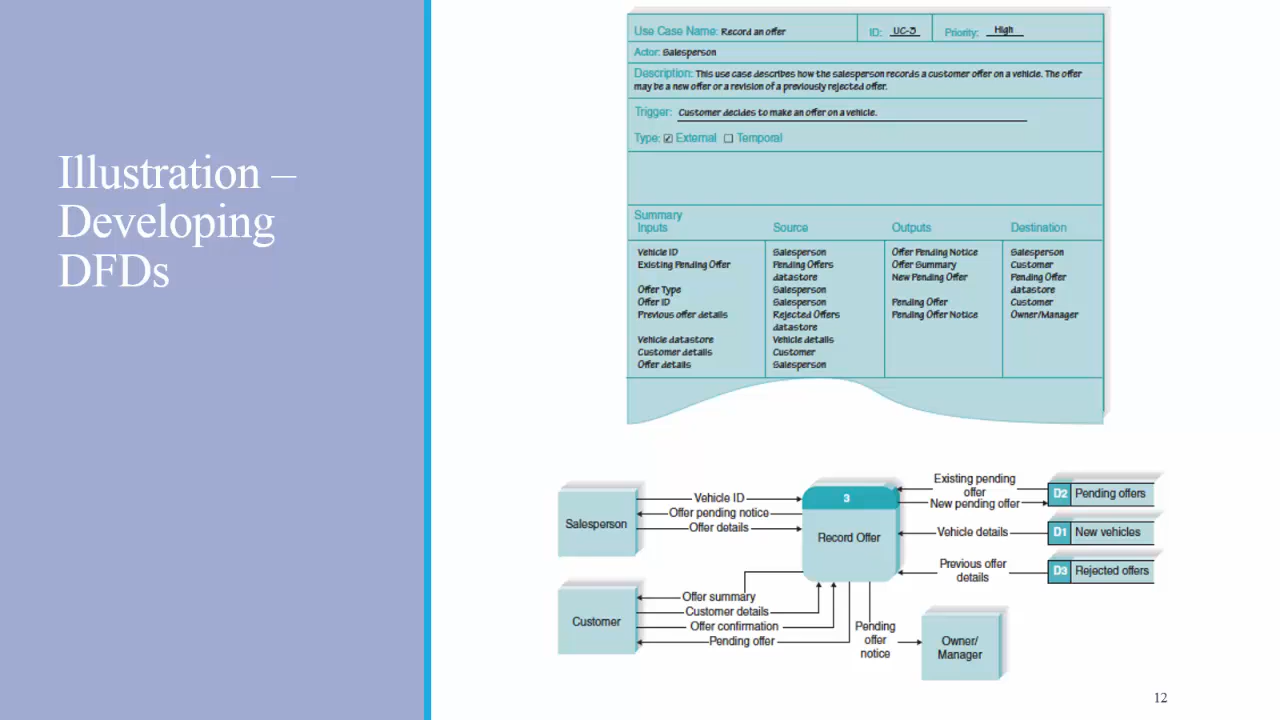 Illustration –
Developing
DFDs
Use Case Name: Record an offer
ID: UC-3
Priority: High
Actor: Salesperson
Description: This use case describes how the salesperson records a customer offer on a vehicle. The offer
may be a new offer or a revision of a previously rejected offer.
Trigger: Customer decides to make an offer on a vehicle.
Type: External Temporal
Summary
Inputs Source Outputs Destination
Vehicle ID Salesperson Offer Pending Notice Salesperson
Existing Pending Offer Pending Offers Offer Summary Customer
datastore New Pending Offer Pending Offer
Offer Type Salesperson datastore
Offer ID Salesperson Pending Offer Customer
Previous offer details Rejected Offers Pending Offer Notice Owner/Manager
datastore
Vehicle datastore Vehicle details
Customer details Customer
Offer details Salesperson
Salesperson
Vehicle ID
Offer pending notice
Offer details
3
Record Offer
Existing pending
offer
New pending offer
D2 Pending offers
Vehicle details
D1 New vehicles
Previous offer
details
D3 Rejected offers
Customer
Offer summary
Customer details
Offer confirmation
Pending offer
Pending
offer
notice
Owner/
Manager
12